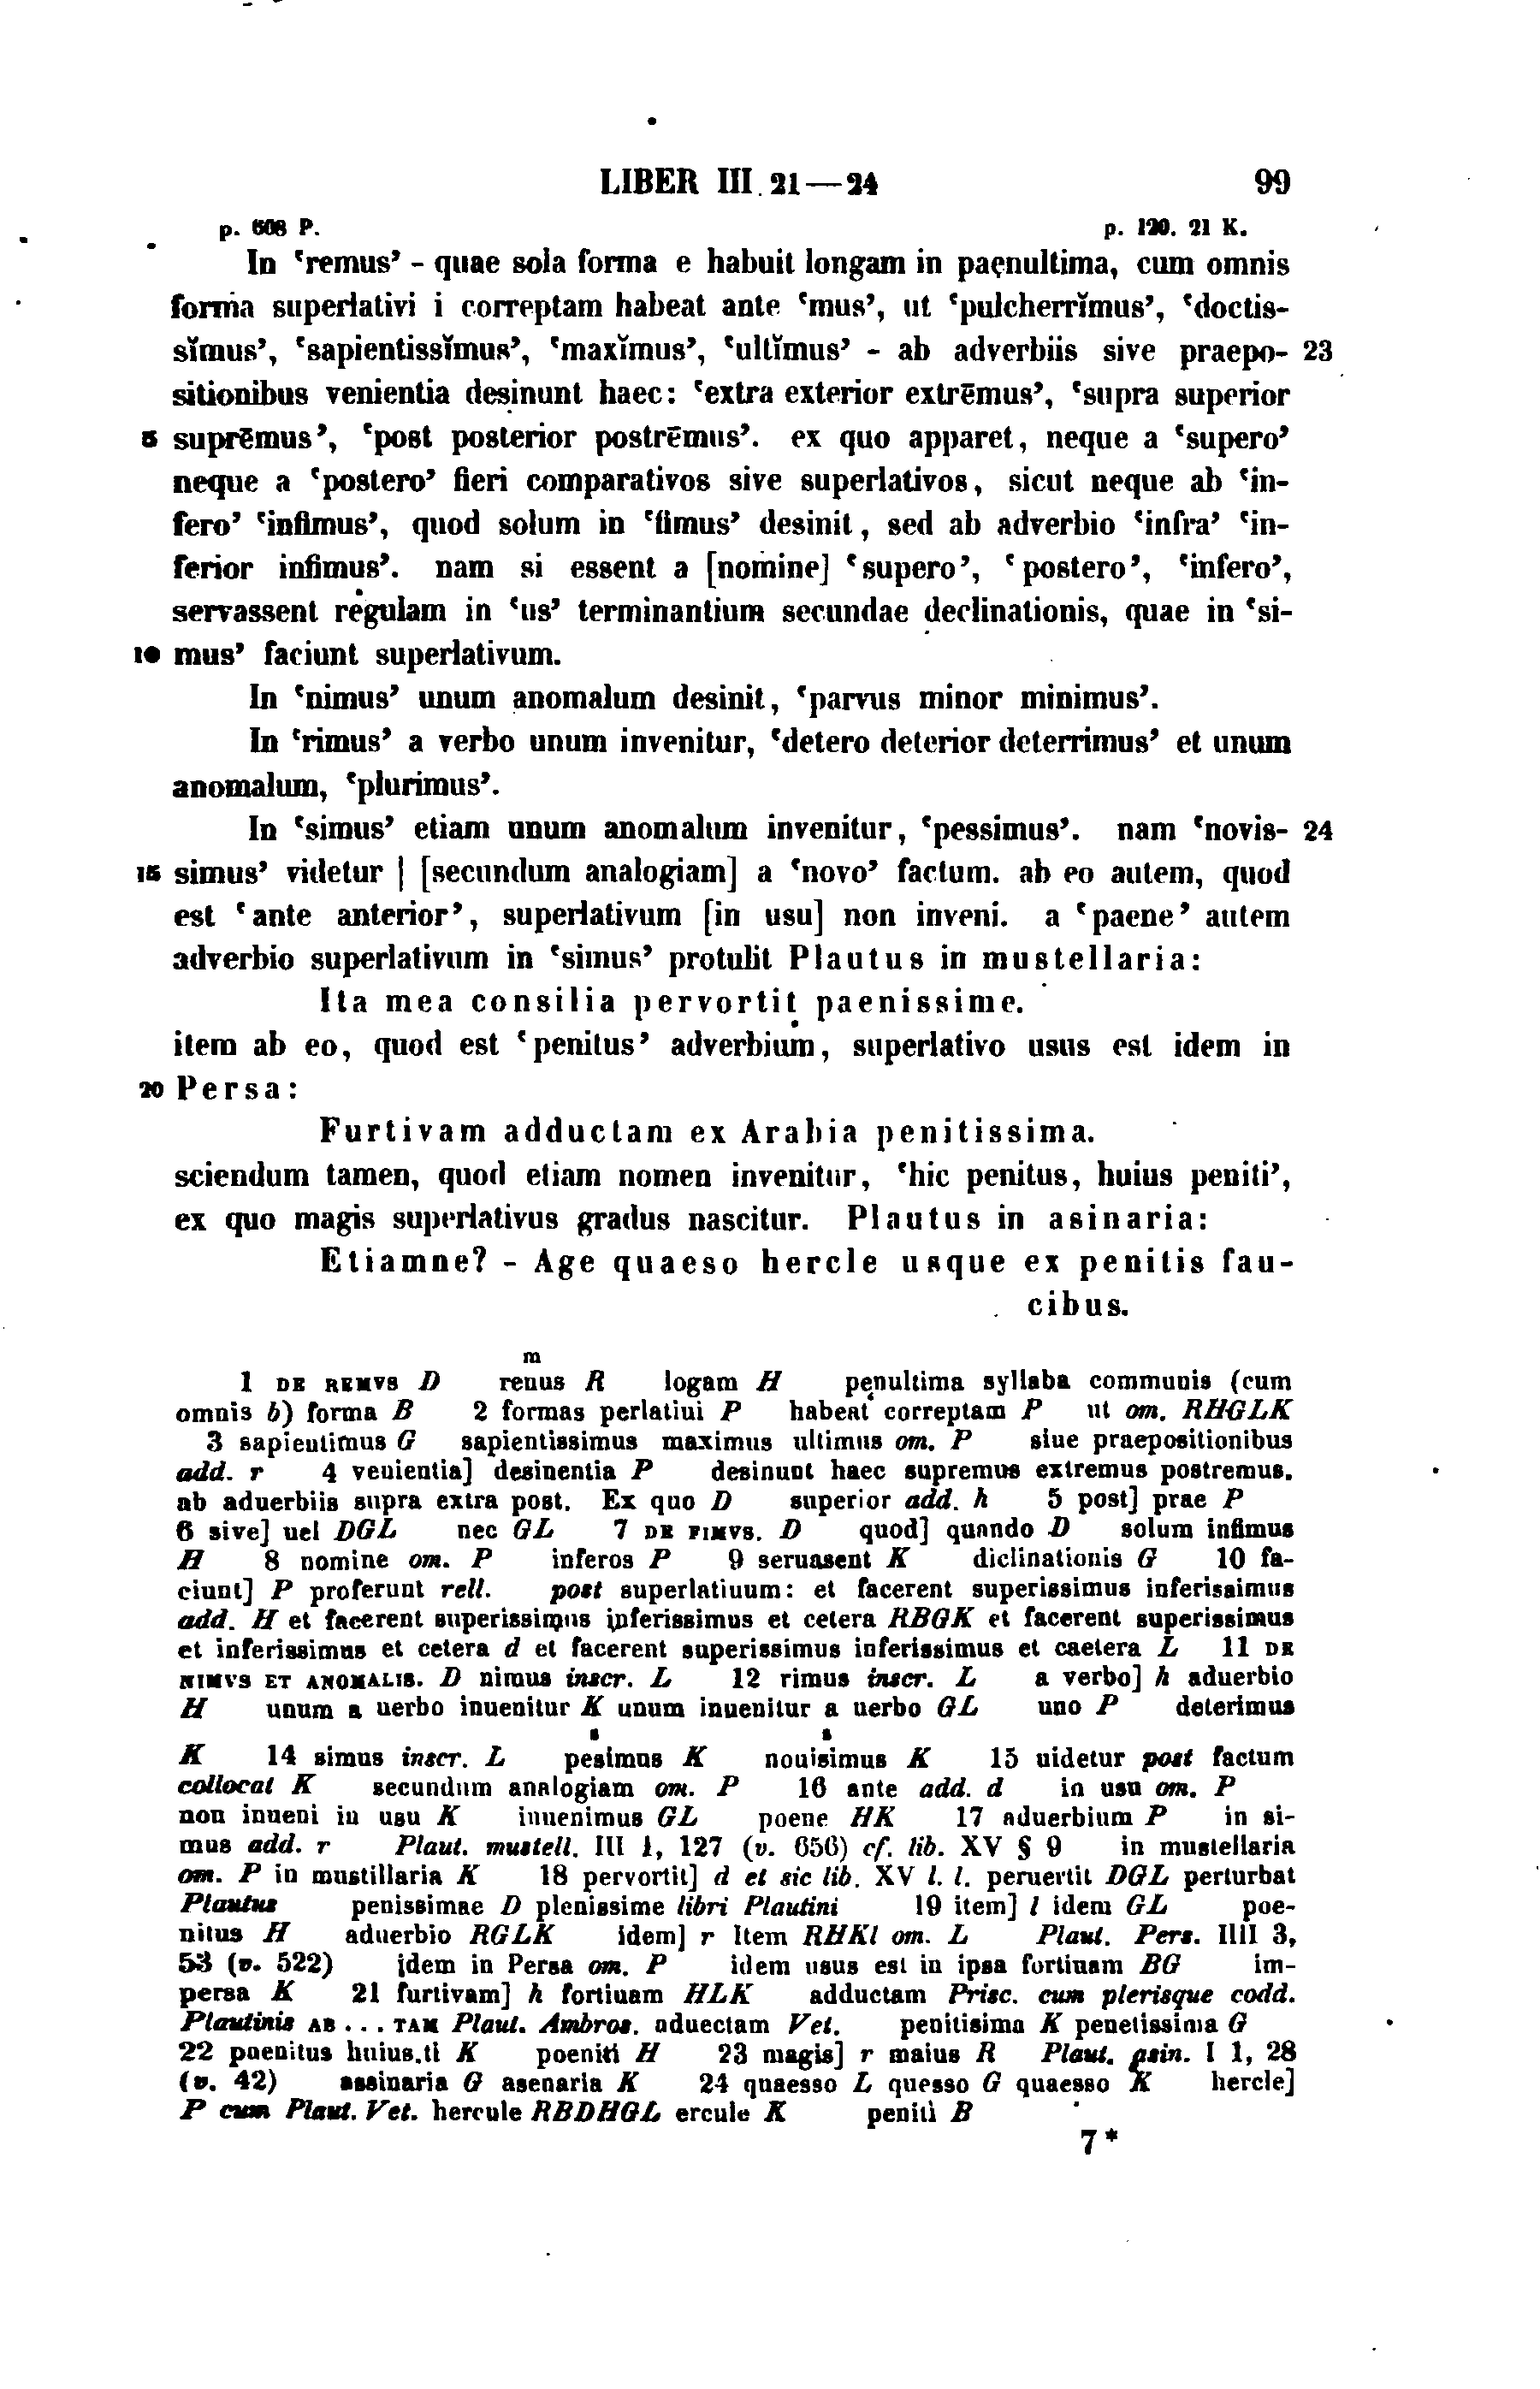 LIBER III. 21—24 99
p. 608 P. p. 120. 21 K.
In ‘remus’ - quae sola forma e habuit longam in paenultima, cum omnis
forma superlativi i correptam habeat ante ‘mus’, ut ‘pulcherrĭmus’, ‘doctis-
sĭmus’, ‘sapientissĭmus’, ‘maxĭmus’, ‘ultĭmus’ - ab adverbiis sive praepo- 23
sitionibus venientia desinunt haec: ‘extra exterior extrēmus’, ‘supra superior
5 suprēmus’, ‘post posterior postrēmus’. ex quo apparet, neque a ‘supero’
neque a ‘postero’ fieri comparativos sive superlativos, sicut neque ab ‘in-
fero’ ‘infimus’, quod solum in ‘fimus’ desinit, sed ab adverbio ‘infra’ ‘in-
ferior infimus’. nam si essent a [nomine] ‘supero’, ‘postero’, ‘infero’,
servassent regulam in ‘us’ terminantium secundae declinationis, quae in ‘si-
10 mus’ faciunt superlativum.
In ‘nimus’ unum anomalum desinit, ‘parvus minor minimus’.
In ‘rimus’ a verbo unum invenitur, ‘detero deterior deterrimus’ et unum
anomalum, ‘plurimus’.
In ‘simus’ etiam unum anomalum invenitur, ‘pessimus’. nam ‘novis- 24
15 simus’ videtur | [secundum analogiam] a ‘novo’ factum. ab eo autem, quod
est ‘ante anterior’, superlativum [in usu] non inveni. a ‘paene’ autem
adverbio superlativum in ‘simus’ protulit Plautus in mustellaria:
Ita mea consilia pervortit paenissime.
item ab eo, quod est ‘penitus’ adverbium, superlativo usus est idem in
20 Persa:
Furtivam adductam ex Arabia penitissima.
sciendum tamen, quod etiam nomen invenitur, ‘hic penitus, huius peniti’,
ex quo magis superlativus gradus nascitur. Plautus in asinaria:
Etiamne? - Age quaeso hercle usque ex penitis fau-
cibus.
m
1 DE REMVS D renus R logam H penultima syllaba communis (cum
omnis b) forma B 2 formas perlatiui P habeat correptam P ut om. RHGLK
3 sapieutimus G sapientissimus maximus ultimus om. P siue praepositionibus
add. r 4 venientia] desinentia P desinunt haec supremus extremus postremus.
ab aduerbiis supra extra post. Ex quo D superior add. h 5 post] prae P
6 sive] uel DGL nec GL 7 DE FIMVS. D quod] quando D solum infimus
H 8 nomine om. P inferos P 9 seruasent K diclinationis G 10 fa-
ciunt] P proferunt rell. post superlatiuum: et facerent superissimus inferissimus
add. H et facerent superissimus inferissimus et cetera RBGK et facerent superissimus
et inferissimus et cetera d et facerent superissimus inferissimus et caetera L 11 DE
NIMVS ET ANOMALIS. D nimus inscr. L 12 rimus inscr. L a verbo] h aduerbio
H unum a uerbo inuenitur K unum inuenitur a uerbo GL uno P deterimus
s s
K 14 simus inscr. L pesimus K nouisimus K 15 uidetur post factum
collocat K secundum analogiam om. P 16 ante add. d in usu om. P
non inueni in usu K inuenimus GL poene HK 17 aduerbium P in si-
mus add. r Plaut. mustell. III 1, 127 (v. 656) cf. lib. XV § 9 in mustellaria
om. P in mustillaria K 18 pervortit] d et sic lib. XV l. l. peruertit DGL perturbat
Plautus penissimae D plenissime libri Plautini 19 item] l idem GL poe-
nitus H aduerbio RGLK idem] r Item RHKl om. L Plaut. Pers. IIII 3,
53 (v. 522) idem in Persa om. P idem usus est in ipsa fortiuam BG im-
persa K 21 furtivam] h fortiuam HLK adductam Prisc. cum plerisque codd.
Plautinis AB . . . TAM Plaut. Ambros. aduectam Vet. penitisima K penetissima G
22 paenitus huius.ti K poeniti H 23 magis] r maius R Plaut. asin. I 1, 28
(v. 42) assinaria G asenaria K 24 quaesso L quesso G quaesso K hercle]
P cum Plaut. Vet. hercule RBDHGL ercule K peniti B
7*